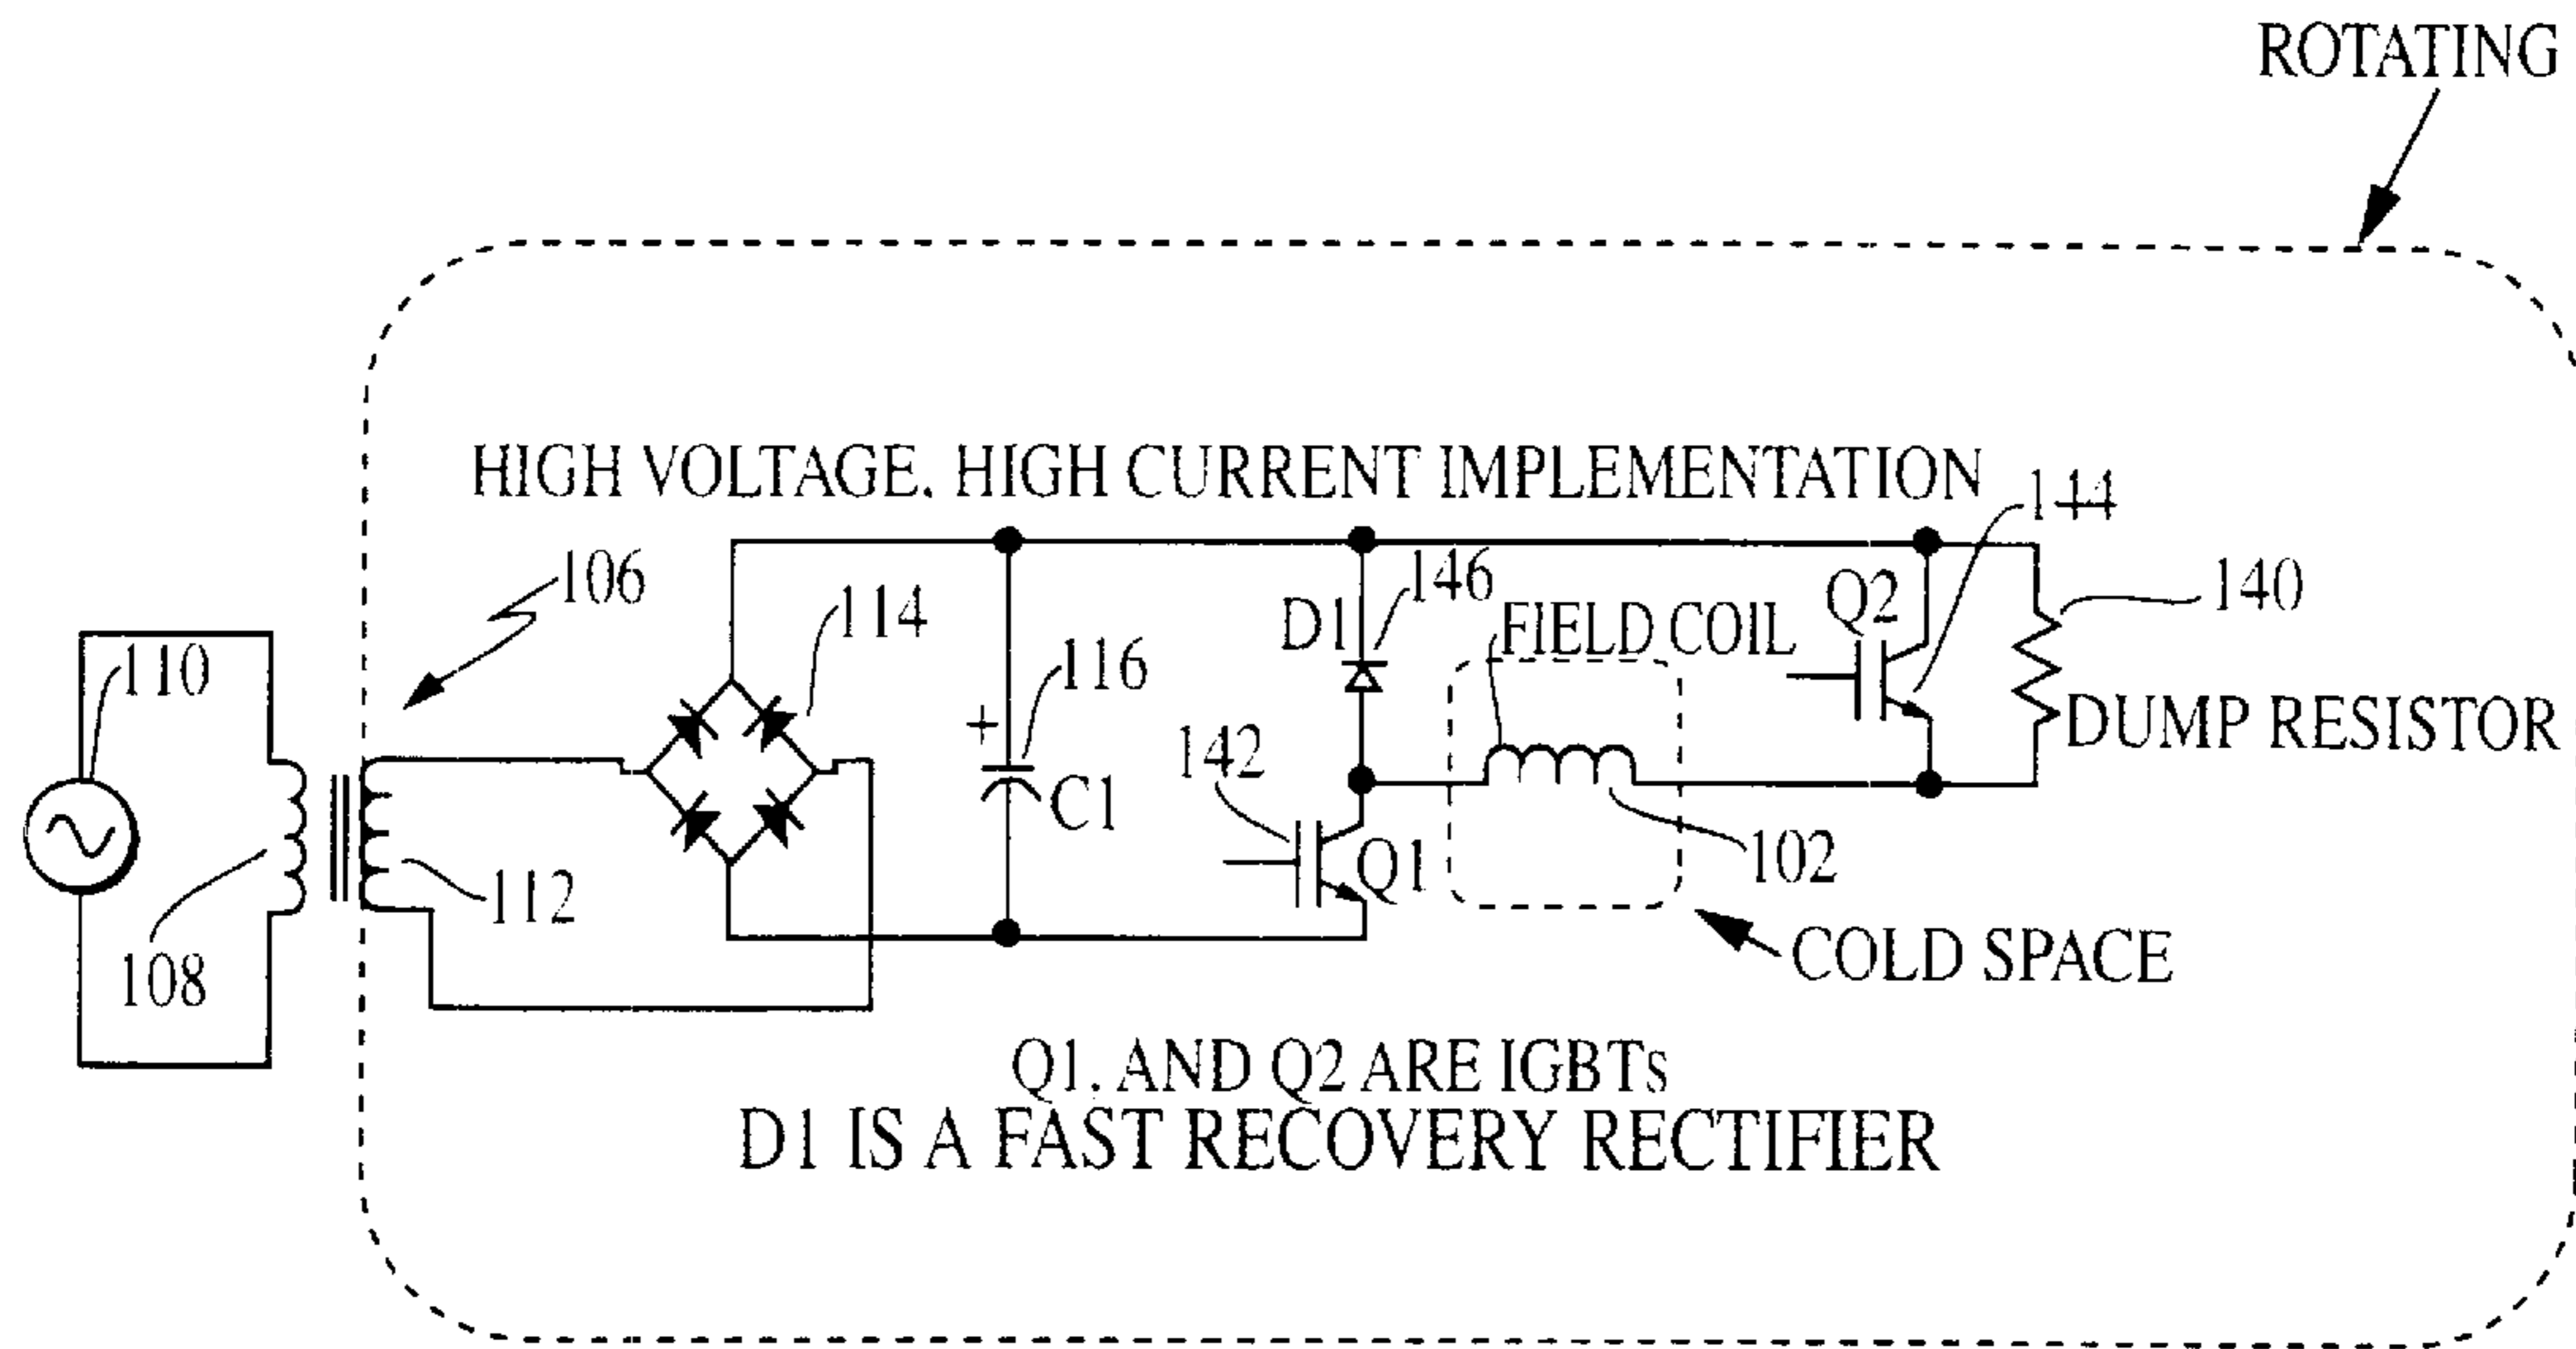 ROTATING
HIGH VOLTAGE. HIGH CURRENT IMPLEMENTATION
144
106
114
D1
146
FIELD COIL
Q2
140
110
116
+
142
DUMP RESISTOR
C1
Q1
102
112
108
COLD SPACE
Q1. AND Q2 ARE IGBTs
D1 IS A FAST RECOVERY RECTIFIER